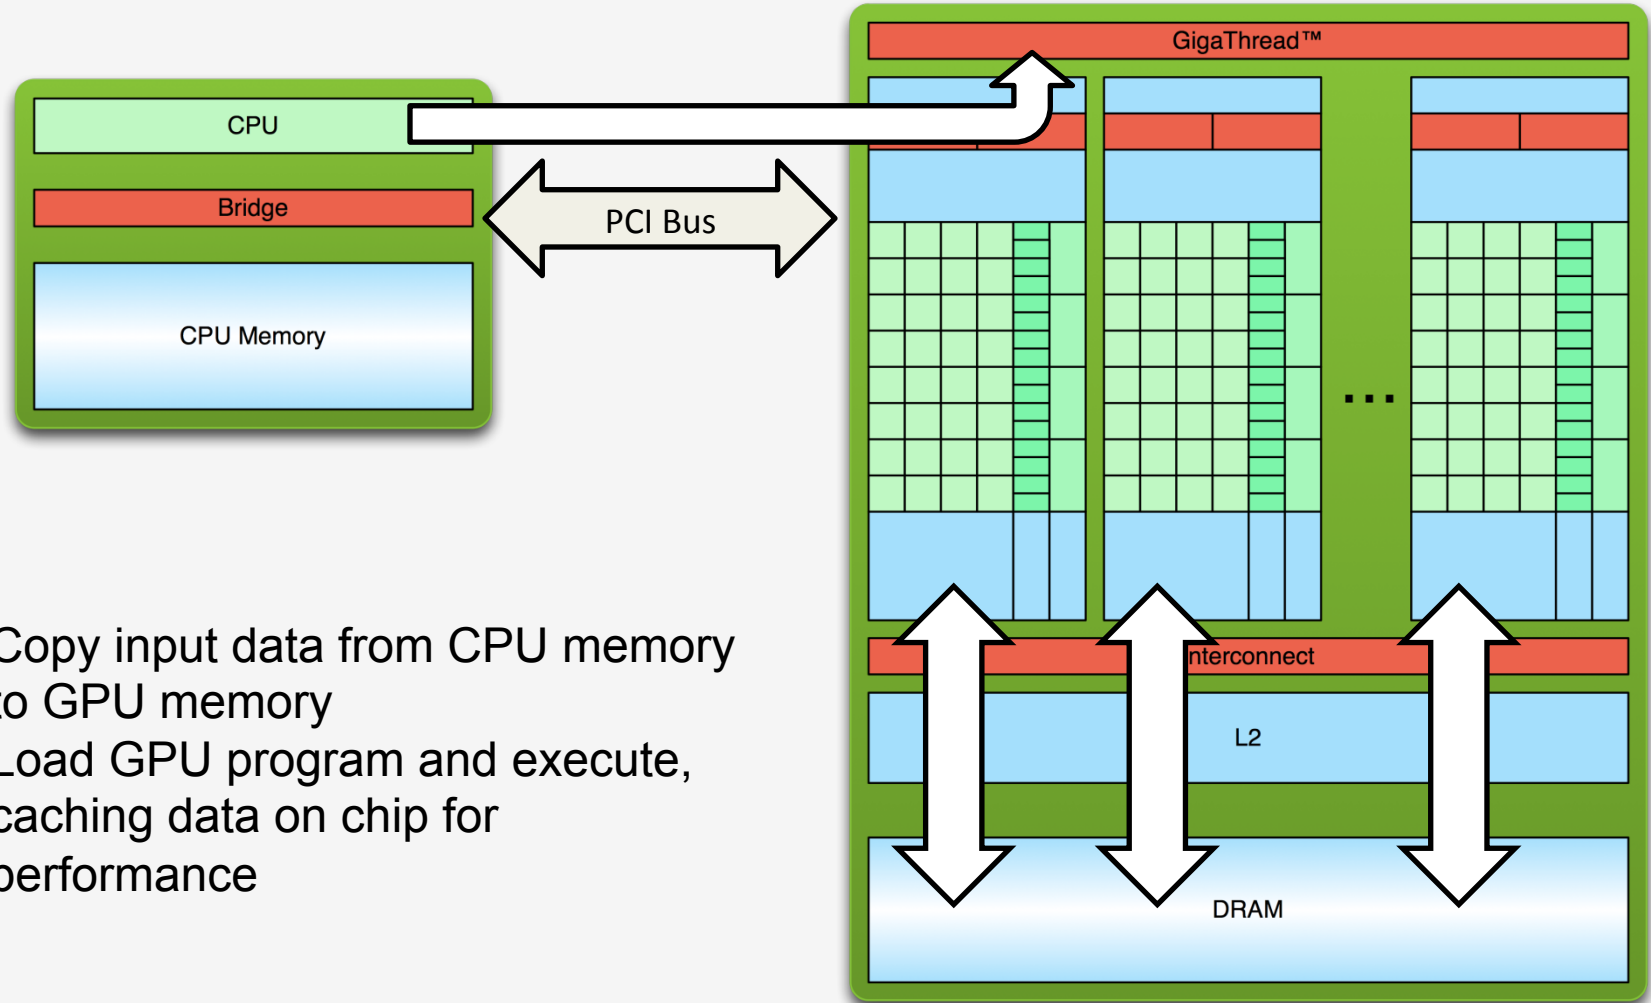 GigaThread™
CPU
Bridge
PCI Bus
CPU Memory
...
Copy input data from CPU memory
to GPU memory
Load GPU program and execute,
caching data on chip for
performance
nterconnect
L2
DRAM